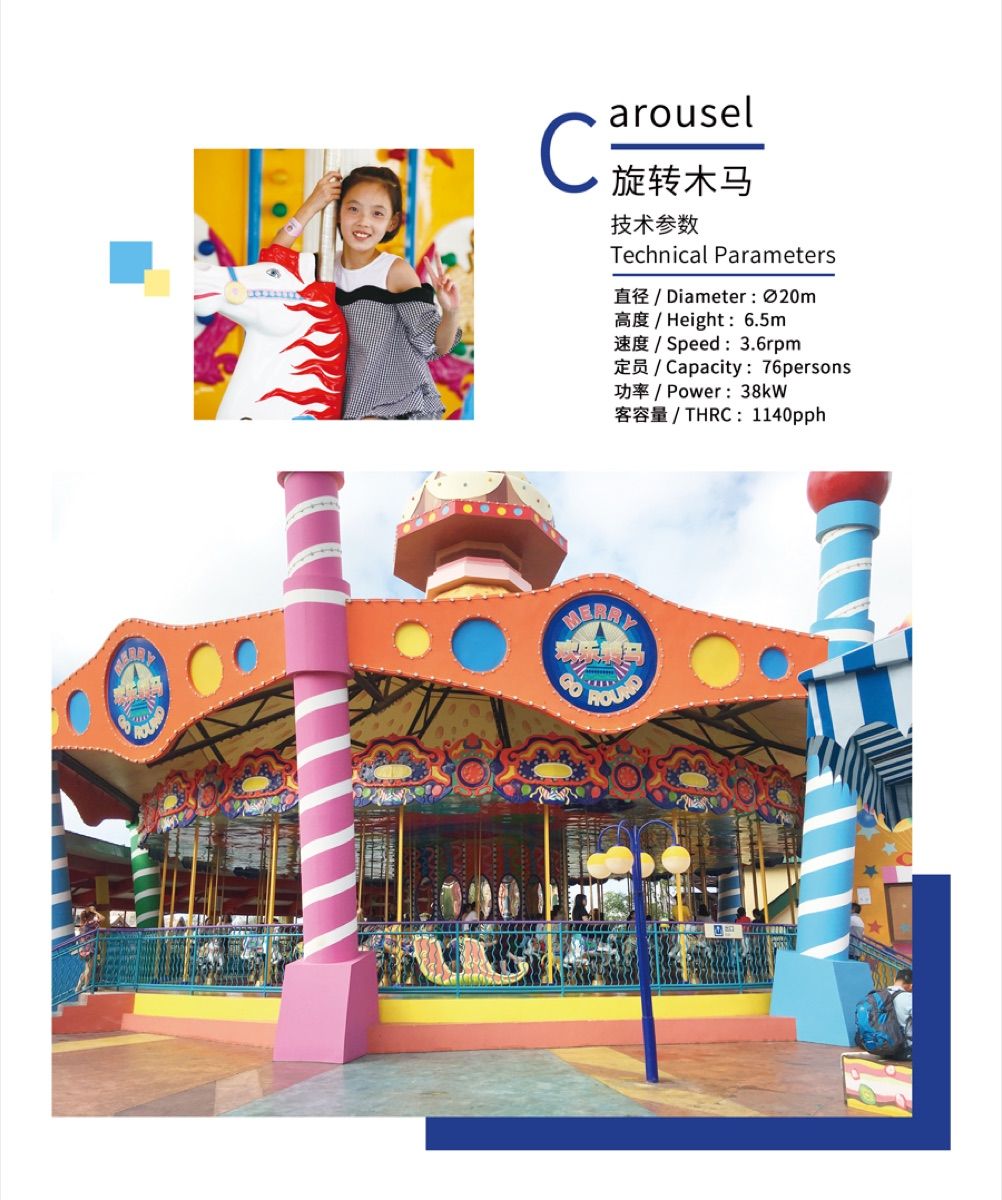 Carousel
旋转木马
技术参数
Technical Parameters
直径 / Diameter : ∅20m
高度 / Height : 6.5m
速度 / Speed : 3.6rpm
定员 / Capacity : 76persons
功率 / Power : 38kW
客容量 / THRC : 1140pph
MERRY
欢乐转马
GO ROUND
MERRY
欢乐转马
GO ROUND